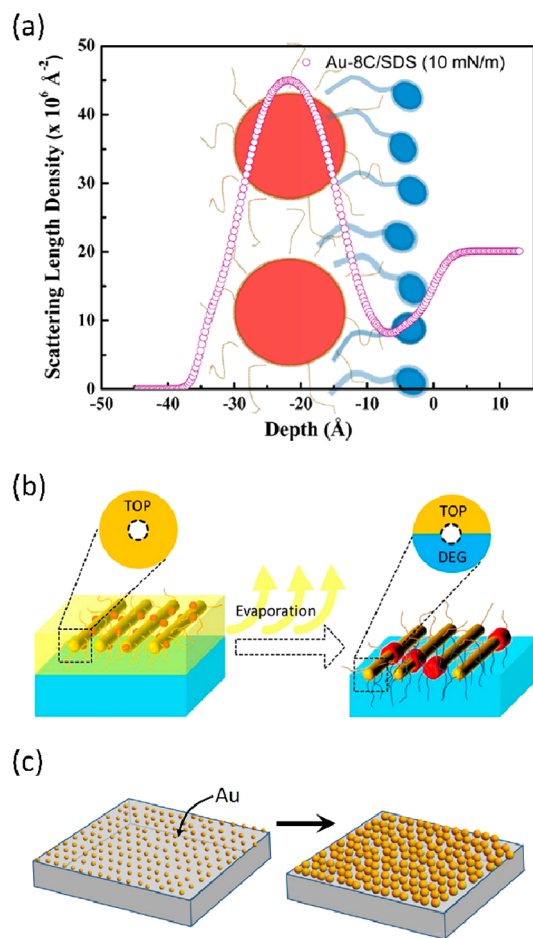 (a)
50
40
30
20
10
0
Scattering Length Density (x 10⁶ Å⁻²)
Au-8C/SDS (10 mN/m)
-50 -40 -30 -20 -10 0 10
Depth (Å)
(b)
TOP
TOP
DEG
Evaporation
(c)
Au